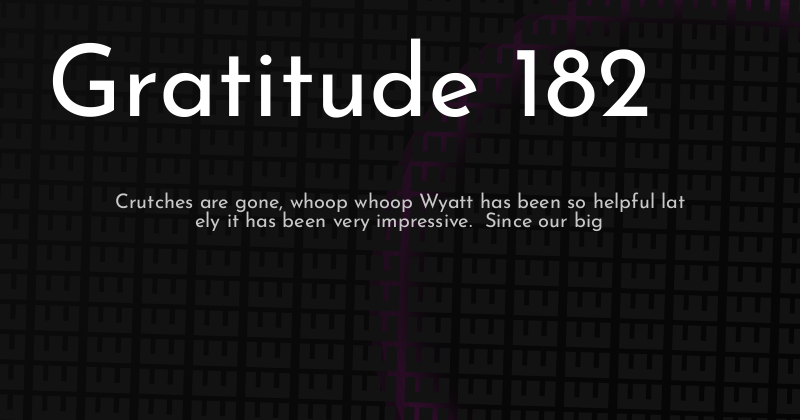 Gratitude 182
Crutches are gone, whoop whoop Wyatt has been so helpful lat
ely it has been very impressive.  Since our big